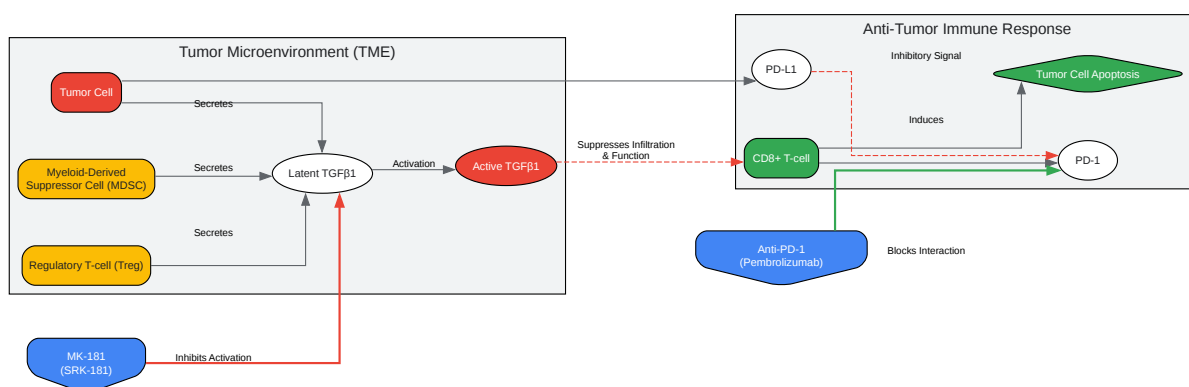 Tumor Microenvironment (TME)
Anti-Tumor Immune Response
Tumor Cell
Secretes
PD-L1
Inhibitory Signal
Tumor Cell Apoptosis
Induces
Suppresses Infiltration
& Function
CD8+ T-cell
PD-1
Myeloid-Derived
Suppressor Cell (MDSC)
Secretes
Latent TGFβ1
Activation
Active TGFβ1
Secretes
Regulatory T-cell (Treg)
Anti-PD-1
(Pembrolizumab)
Blocks Interaction
MK-181
(SRK-181)
Inhibits Activation